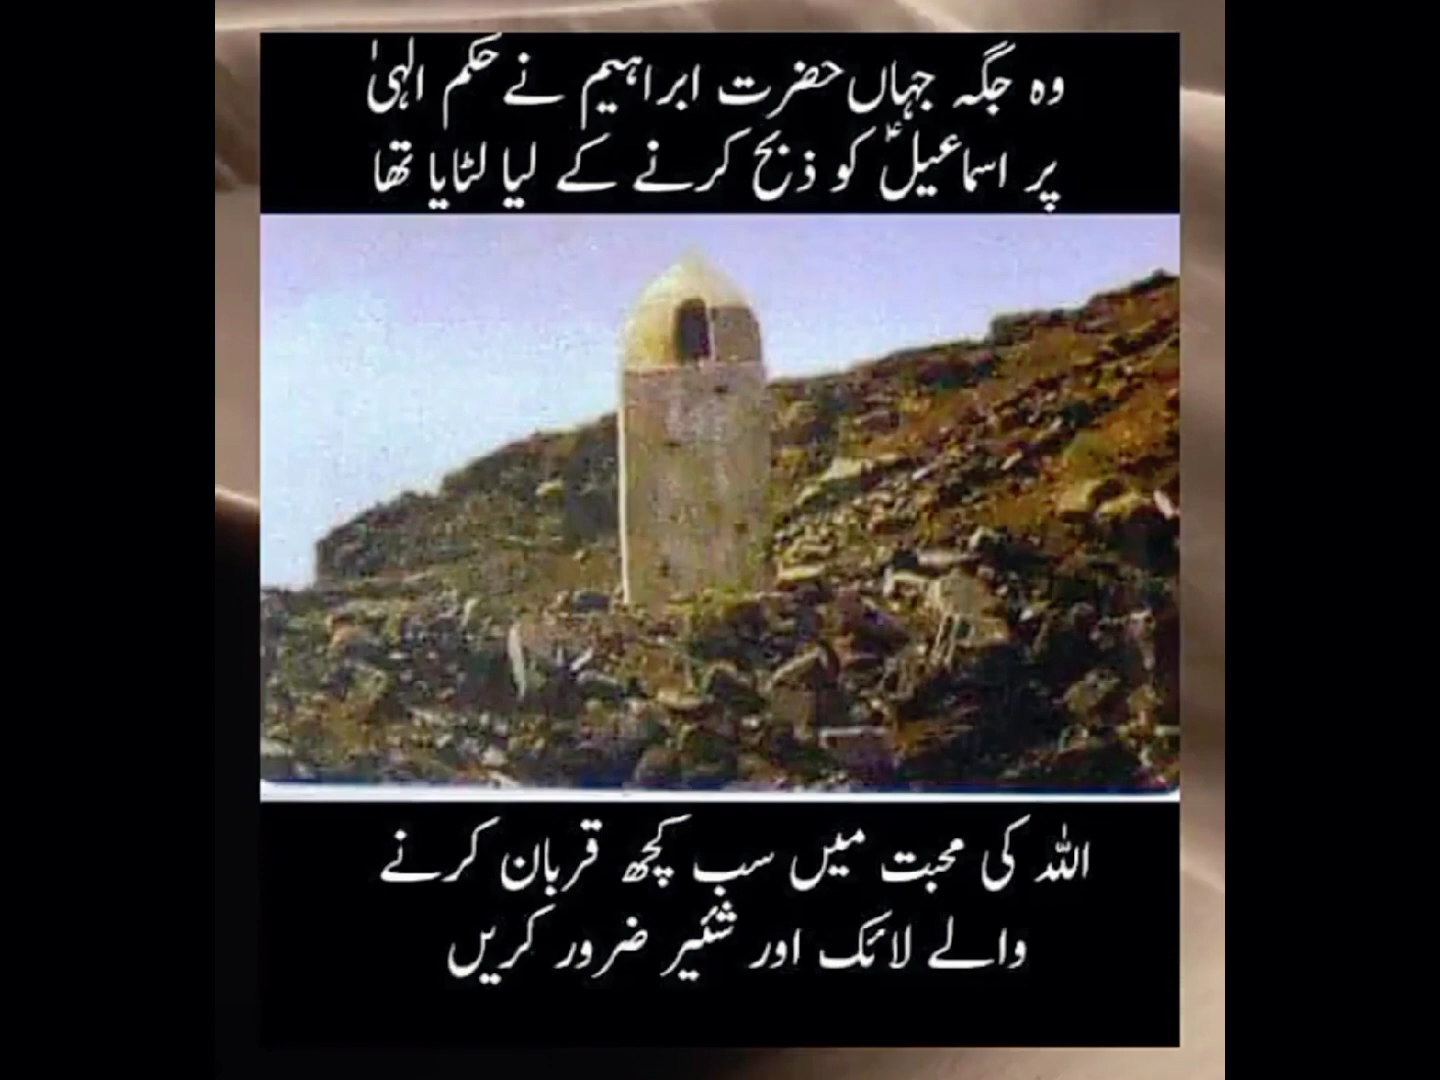 وہ جگہ جہاں حضرت ابراہیم نے حکم الہیٰ
پر اسماعیلؑ کو ذبح کرنے کے لیا لٹایا تھا
اللہ کی محبت میں سب کچھ قربان کرنے
والے لائک اور شئیر ضرور کریں